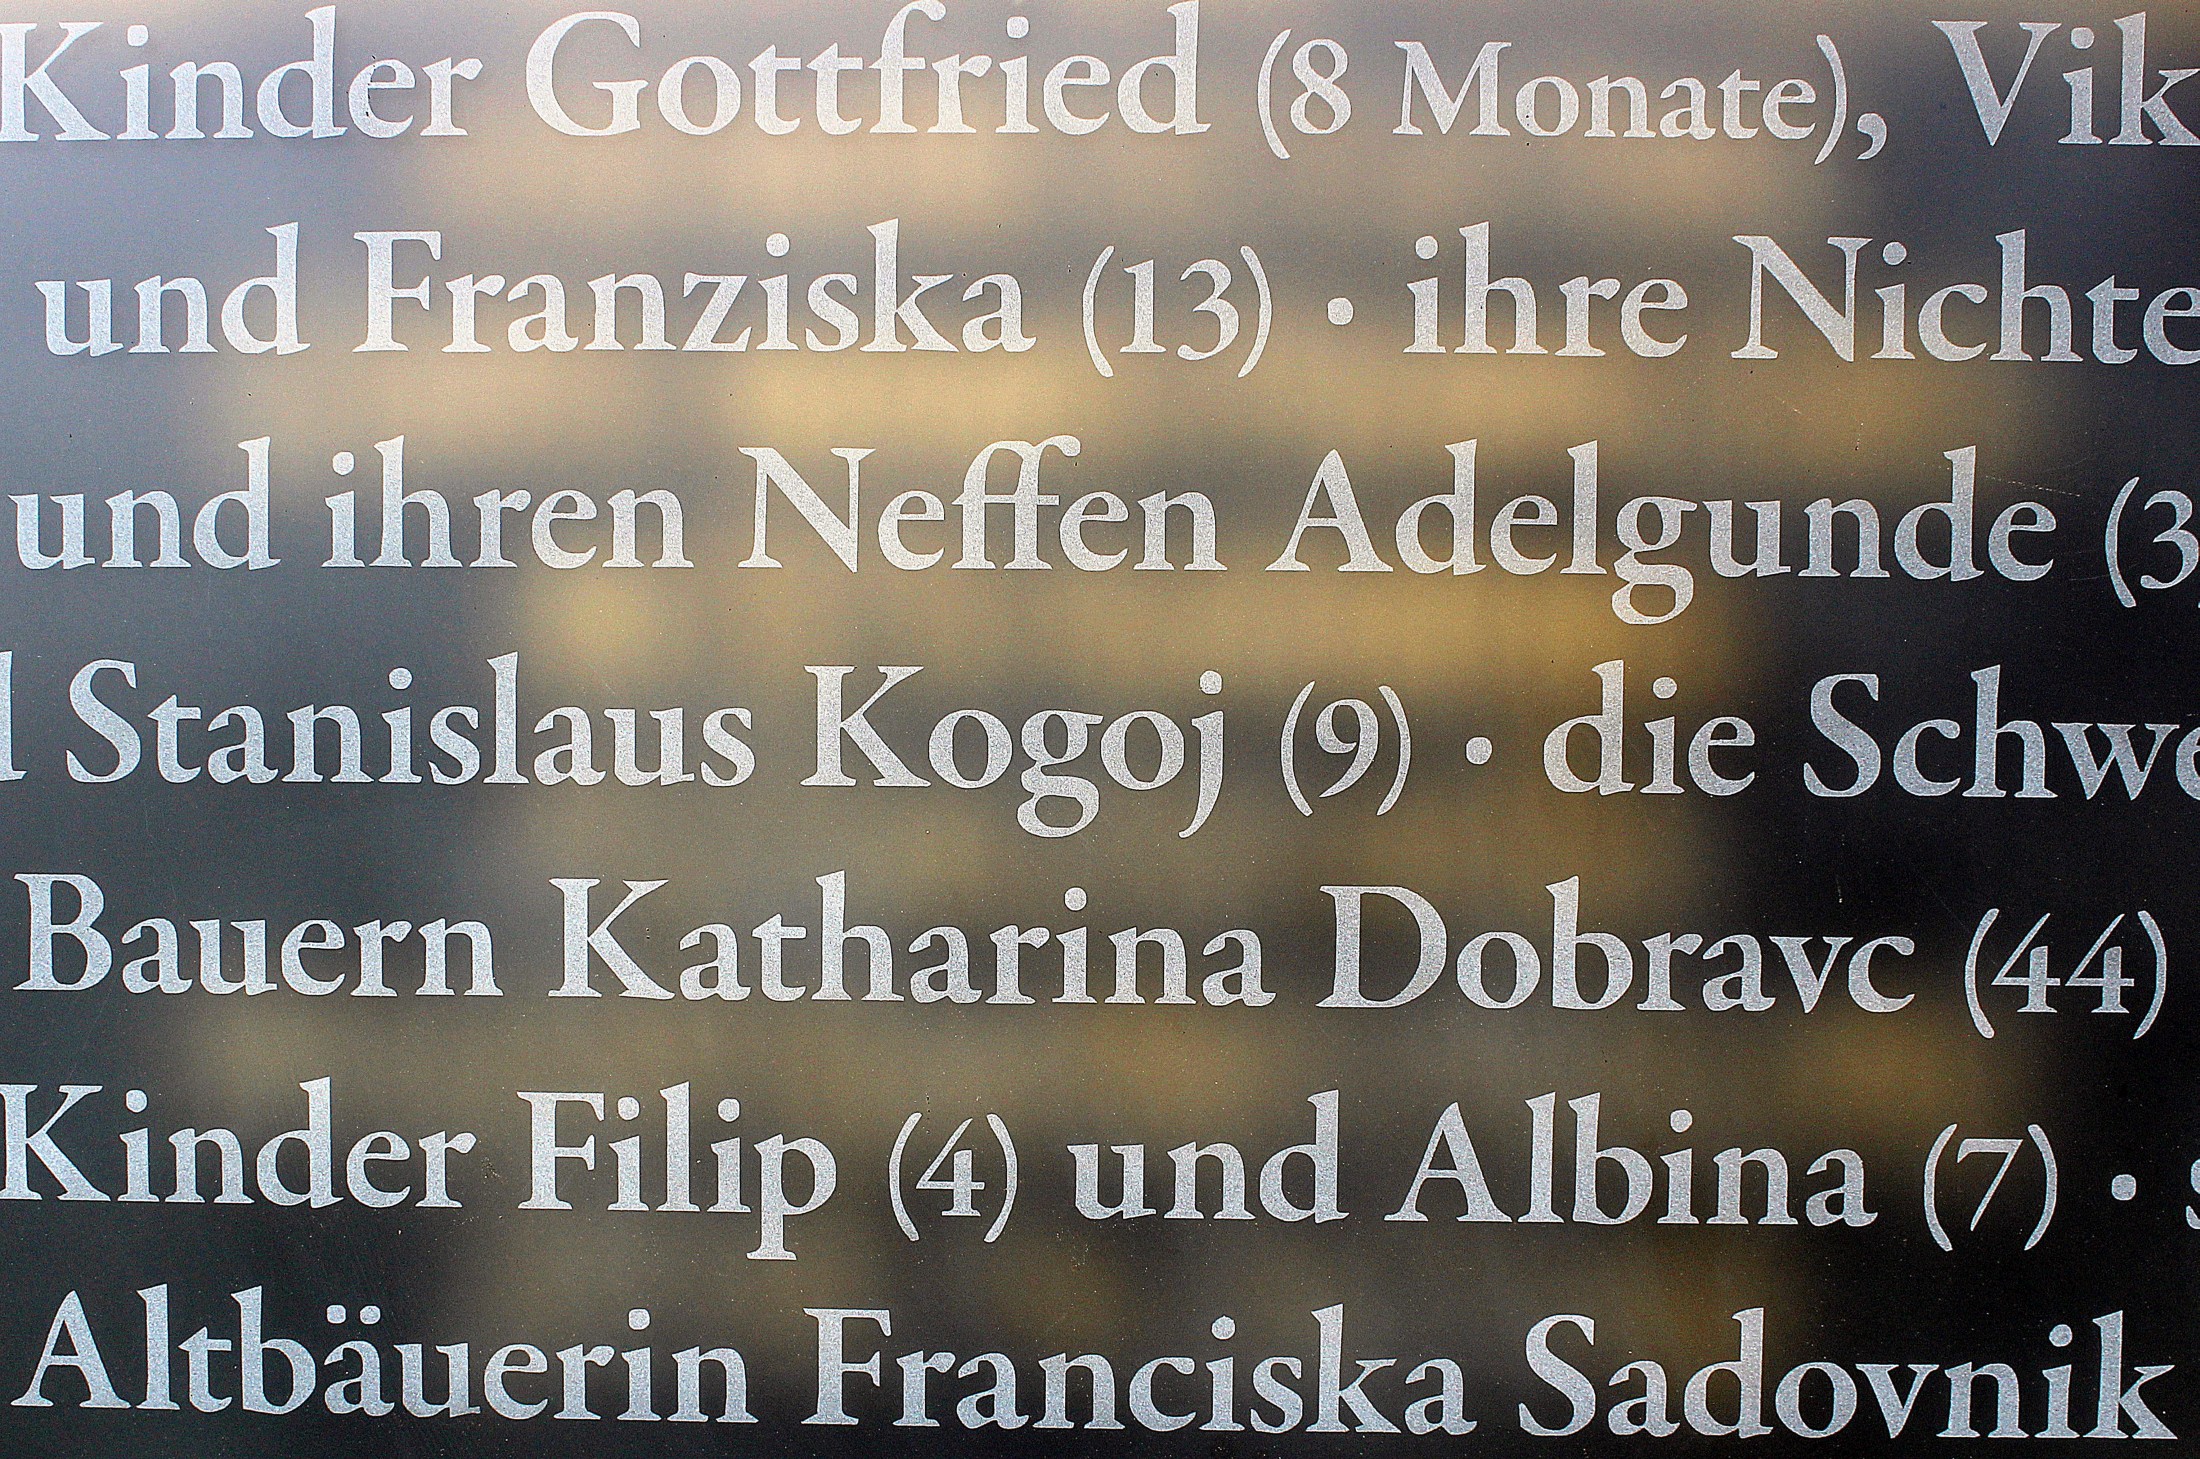 Kinder Gottfried (8 Monate), Vik
und Franziska (13) · ihre Nichte
und ihren Neffen Adelgunde (3
Stanislaus Kogoj (9) · die Schwe
Bauern Katharina Dobravc (44)
Kinder Filip (4) und Albina (7) · s
Altbäuerin Franciska Sadovnik